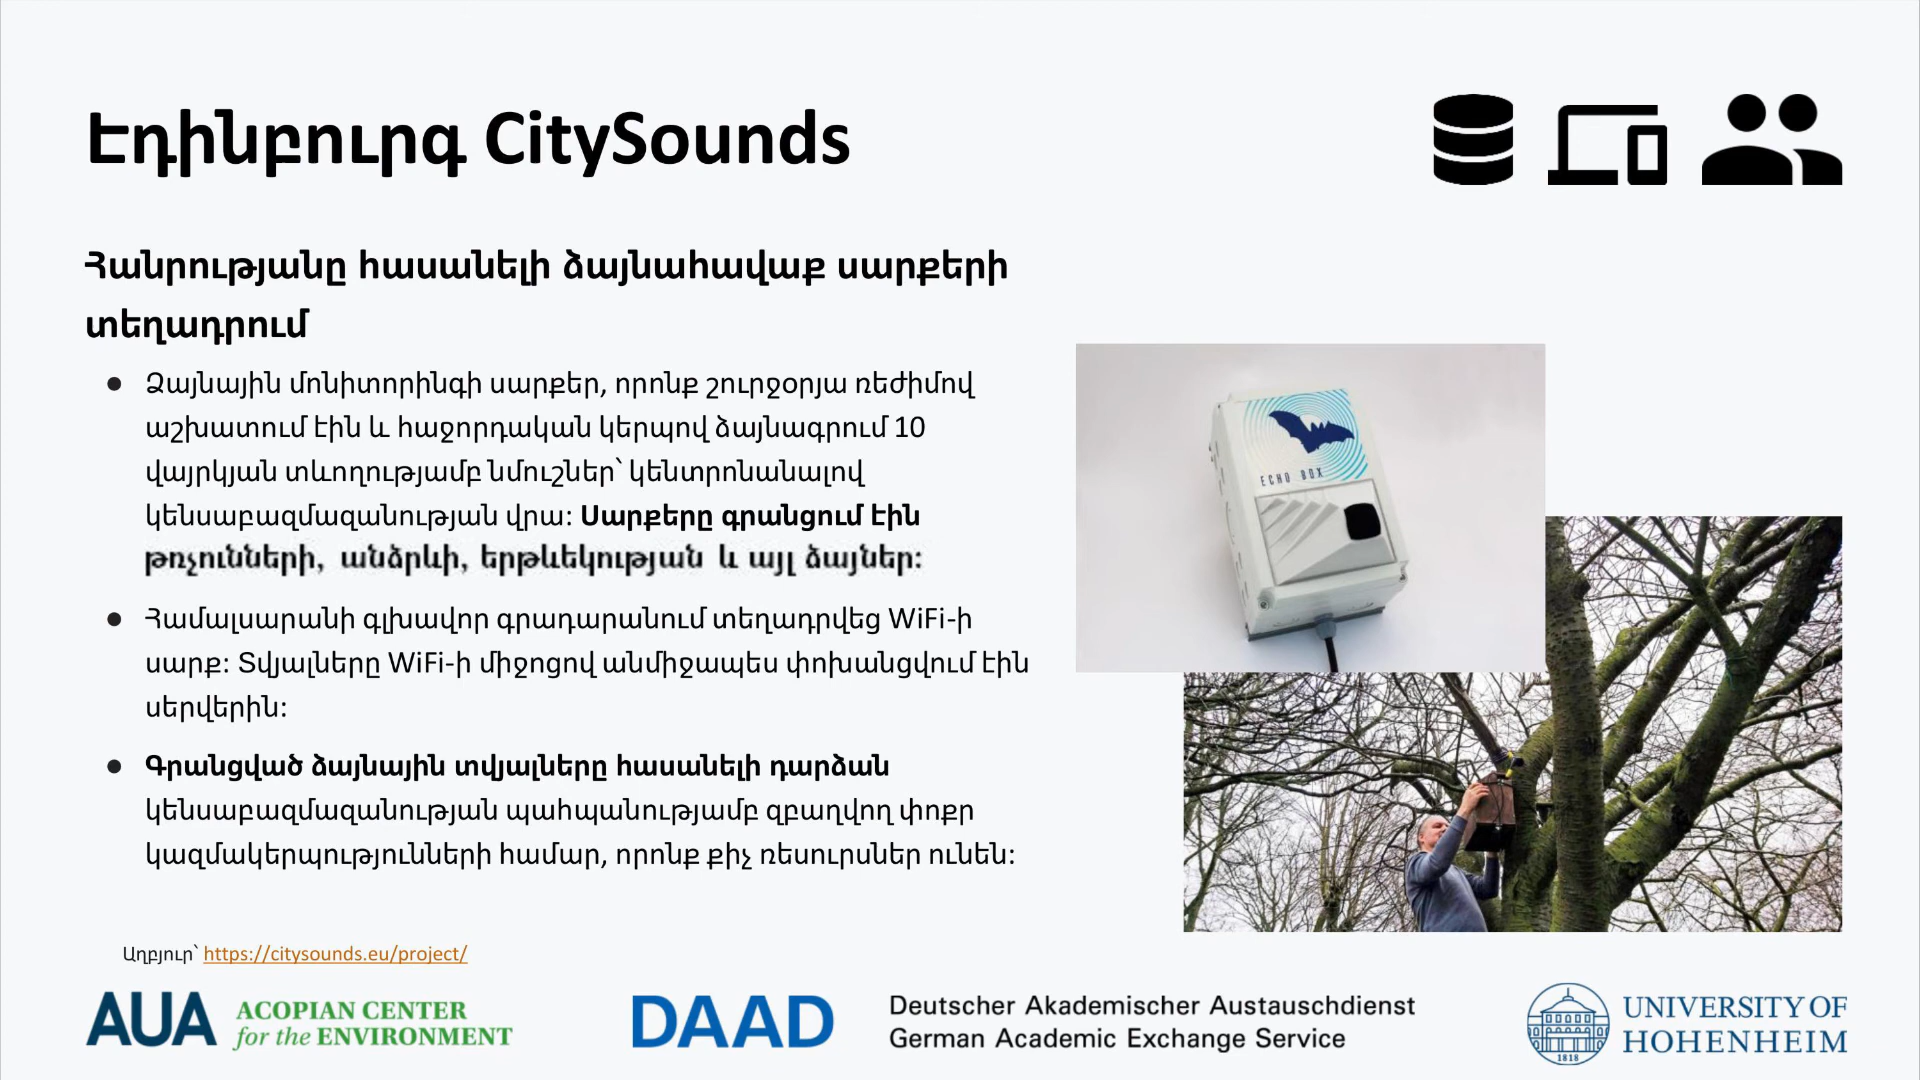 Էդինբուրգ CitySounds
Հանրությանը հասանելի ձայնահավաք սարքերի
տեղադրում
● Ձայնային մոնիտորինգի սարքեր, որոնք շուրջօրյա ռեժիմով
աշխատում էին և հաջորդական կերպով ձայնագրում 10
վայրկյան տևողությամբ նմուշներ՝ կենտրոնանալով
կենսաբազմազանության վրա: Սարքերը գրանցում էին
թռչունների, անձրևի, երթևեկության և այլ ձայներ:
● Համալսարանի գլխավոր գրադարանում տեղադրվեց WiFi-ի
սարք: Տվյալները WiFi-ի միջոցով անմիջապես փոխանցվում էին
սերվերին:
● Գրանցված ձայնային տվյալները հասանելի դարձան
կենսաբազմազանության պահպանությամբ զբաղվող փոքր
կազմակերպությունների համար, որոնք քիչ ռեսուրսներ ունեն:
ECHO BOX
Աղբյուր՝ https://citysounds.eu/project/
AUA ACOPIAN CENTER
for the ENVIRONMENT
DAAD Deutscher Akademischer Austauschdienst
German Academic Exchange Service
1818
UNIVERSITY OF
HOHENHEIM